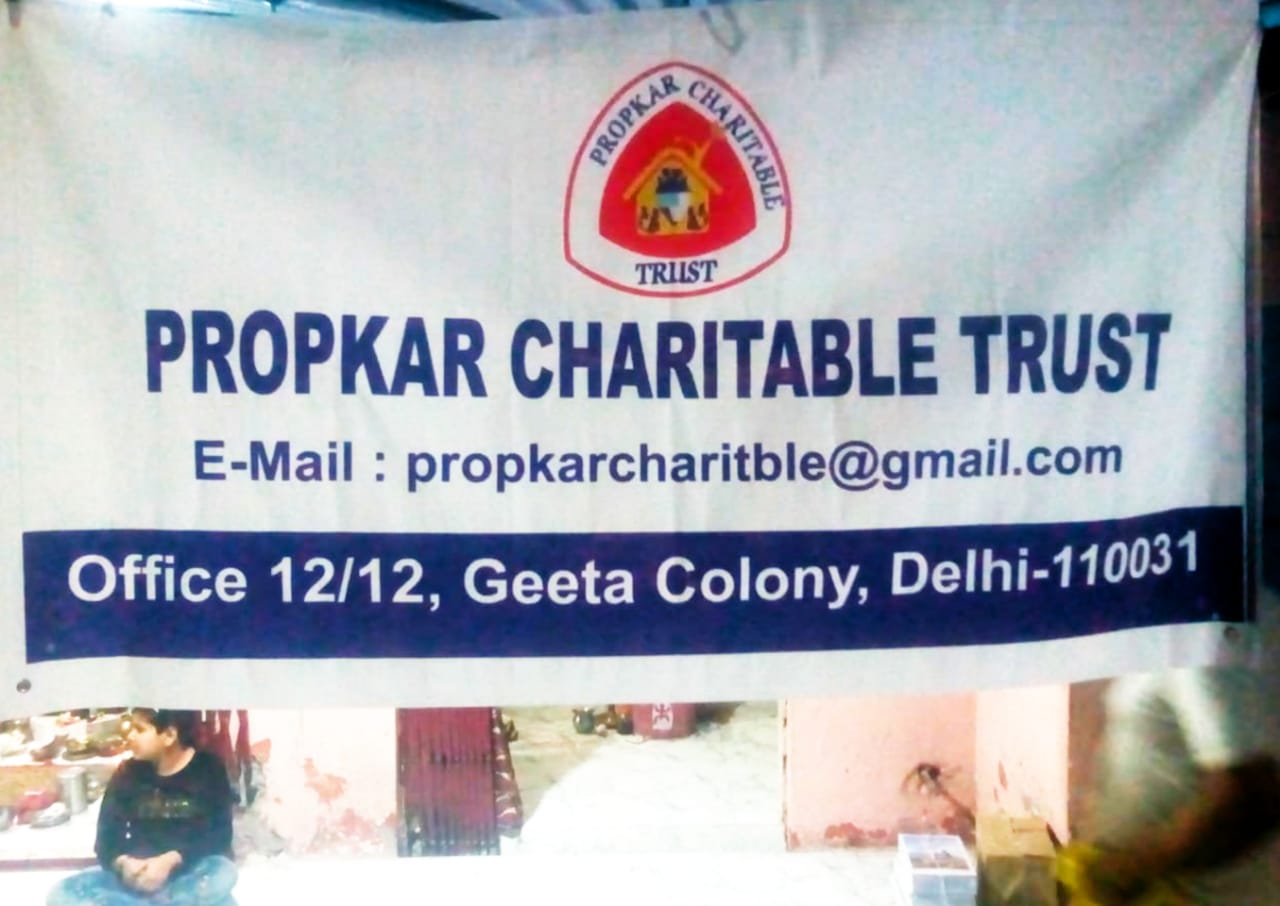 PROPKAR CHARITABLE
TRUST
PROPKAR CHARITABLE TRUST
E-Mail : propkarcharitble@gmail.com
Office 12/12, Geeta Colony, Delhi-110031